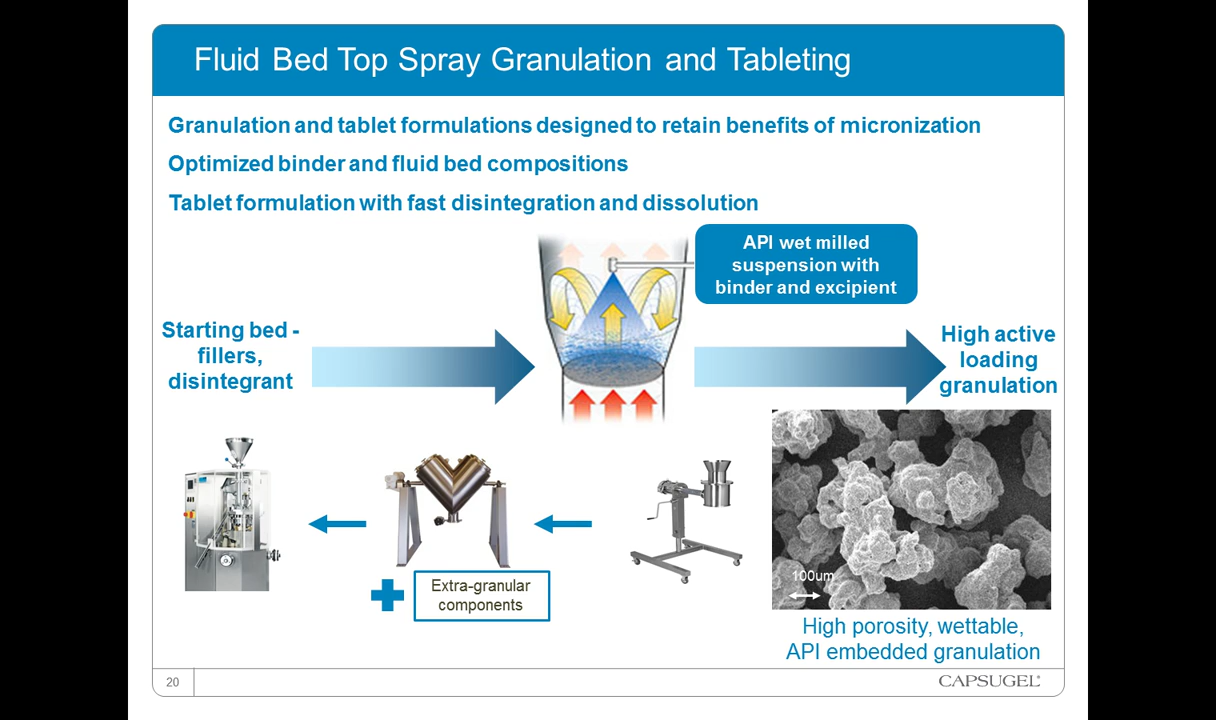 Fluid Bed Top Spray Granulation and Tableting
Granulation and tablet formulations designed to retain benefits of micronization
Optimized binder and fluid bed compositions
Tablet formulation with fast disintegration and dissolution
API wet milled
suspension with
binder and excipient
Starting bed -
fillers,
disintegrant
High active
loading
granulation
100um
Extra-granular
components
High porosity, wettable,
API embedded granulation
20
CAPSUGEL®